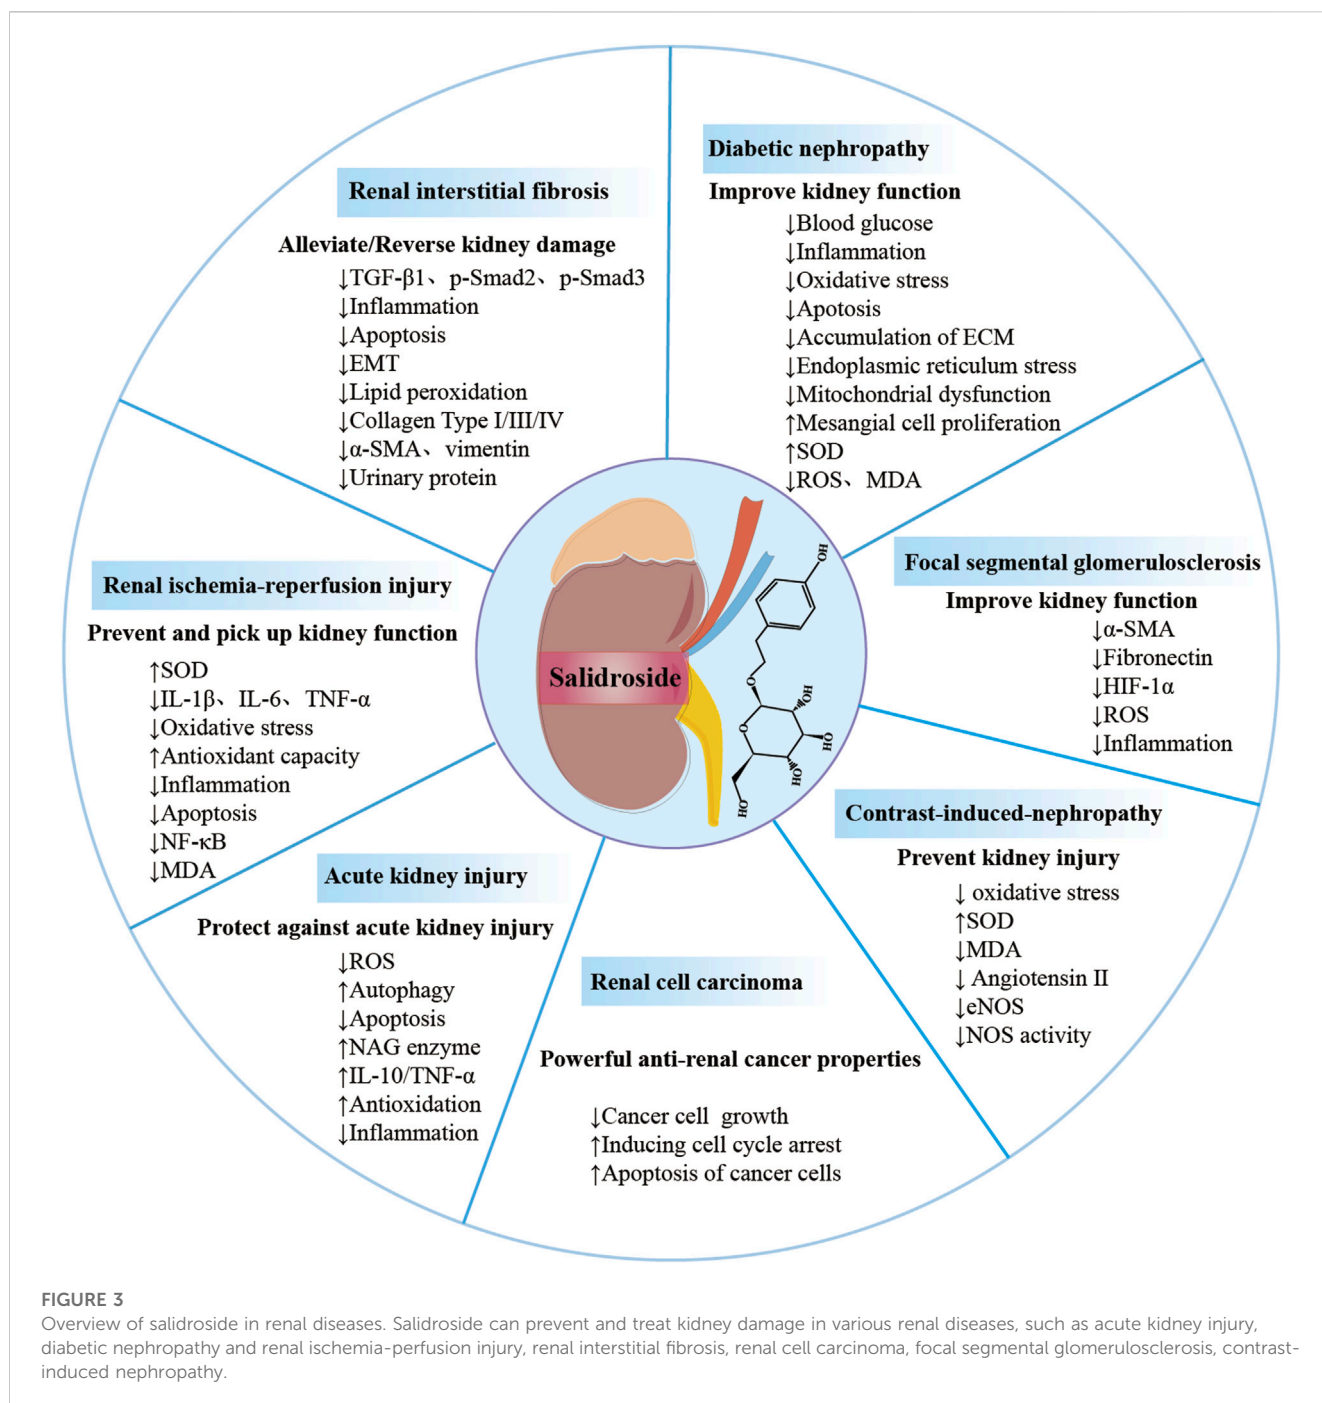 Diabetic nephropathy
Improve kidney function
↓Blood glucose
↓Inflammation
↓Oxidative stress
↓Apotosis
↓Accumulation of ECM
↓Endoplasmic reticulum stress
↓Mitochondrial dysfunction
↑Mesangial cell proliferation
↑SOD
↓ROS、MDA
Focal segmental glomerulosclerosis
Improve kidney function
↓α-SMA
↓Fibronectin
↓HIF-1α
↓ROS
↓Inflammation
Contrast-induced-nephropathy
Prevent kidney injury
↓ oxidative stress
↑SOD
↓MDA
↓ Angiotensin II
↓eNOS
↓NOS activity
Renal cell carcinoma
Powerful anti-renal cancer properties
↓Cancer cell growth
↑Inducing cell cycle arrest
↑Apoptosis of cancer cells
Acute kidney injury
Protect against acute kidney injury
↓ROS
↑Autophagy
↓Apoptosis
↑NAG enzyme
↑IL-10/TNF-α
↑Antioxidation
↓Inflammation
Renal ischemia-reperfusion injury
Prevent and pick up kidney function
↑SOD
↓IL-1β、IL-6、TNF-α
↓Oxidative stress
↑Antioxidant capacity
↓Inflammation
↓Apoptosis
↓NF-κB
↓MDA
Renal interstitial fibrosis
Alleviate/Reverse kidney damage
↓TGF-β1、p-Smad2、p-Smad3
↓Inflammation
↓Apoptosis
↓EMT
↓Lipid peroxidation
↓Collagen Type I/III/IV
↓α-SMA、vimentin
↓Urinary protein
Salidroside
OH
O
OH
O
HO
HO
HO
FIGURE 3
Overview of salidroside in renal diseases. Salidroside can prevent and treat kidney damage in various renal diseases, such as acute kidney injury,
diabetic nephropathy and renal ischemia-perfusion injury, renal interstitial fibrosis, renal cell carcinoma, focal segmental glomerulosclerosis, contrast-
induced nephropathy.